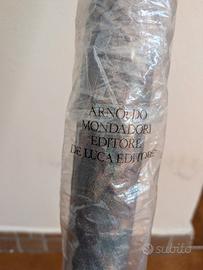 ARNOLDO
MONDADORI
EDITORE
DE LUCA EDITORE
subito